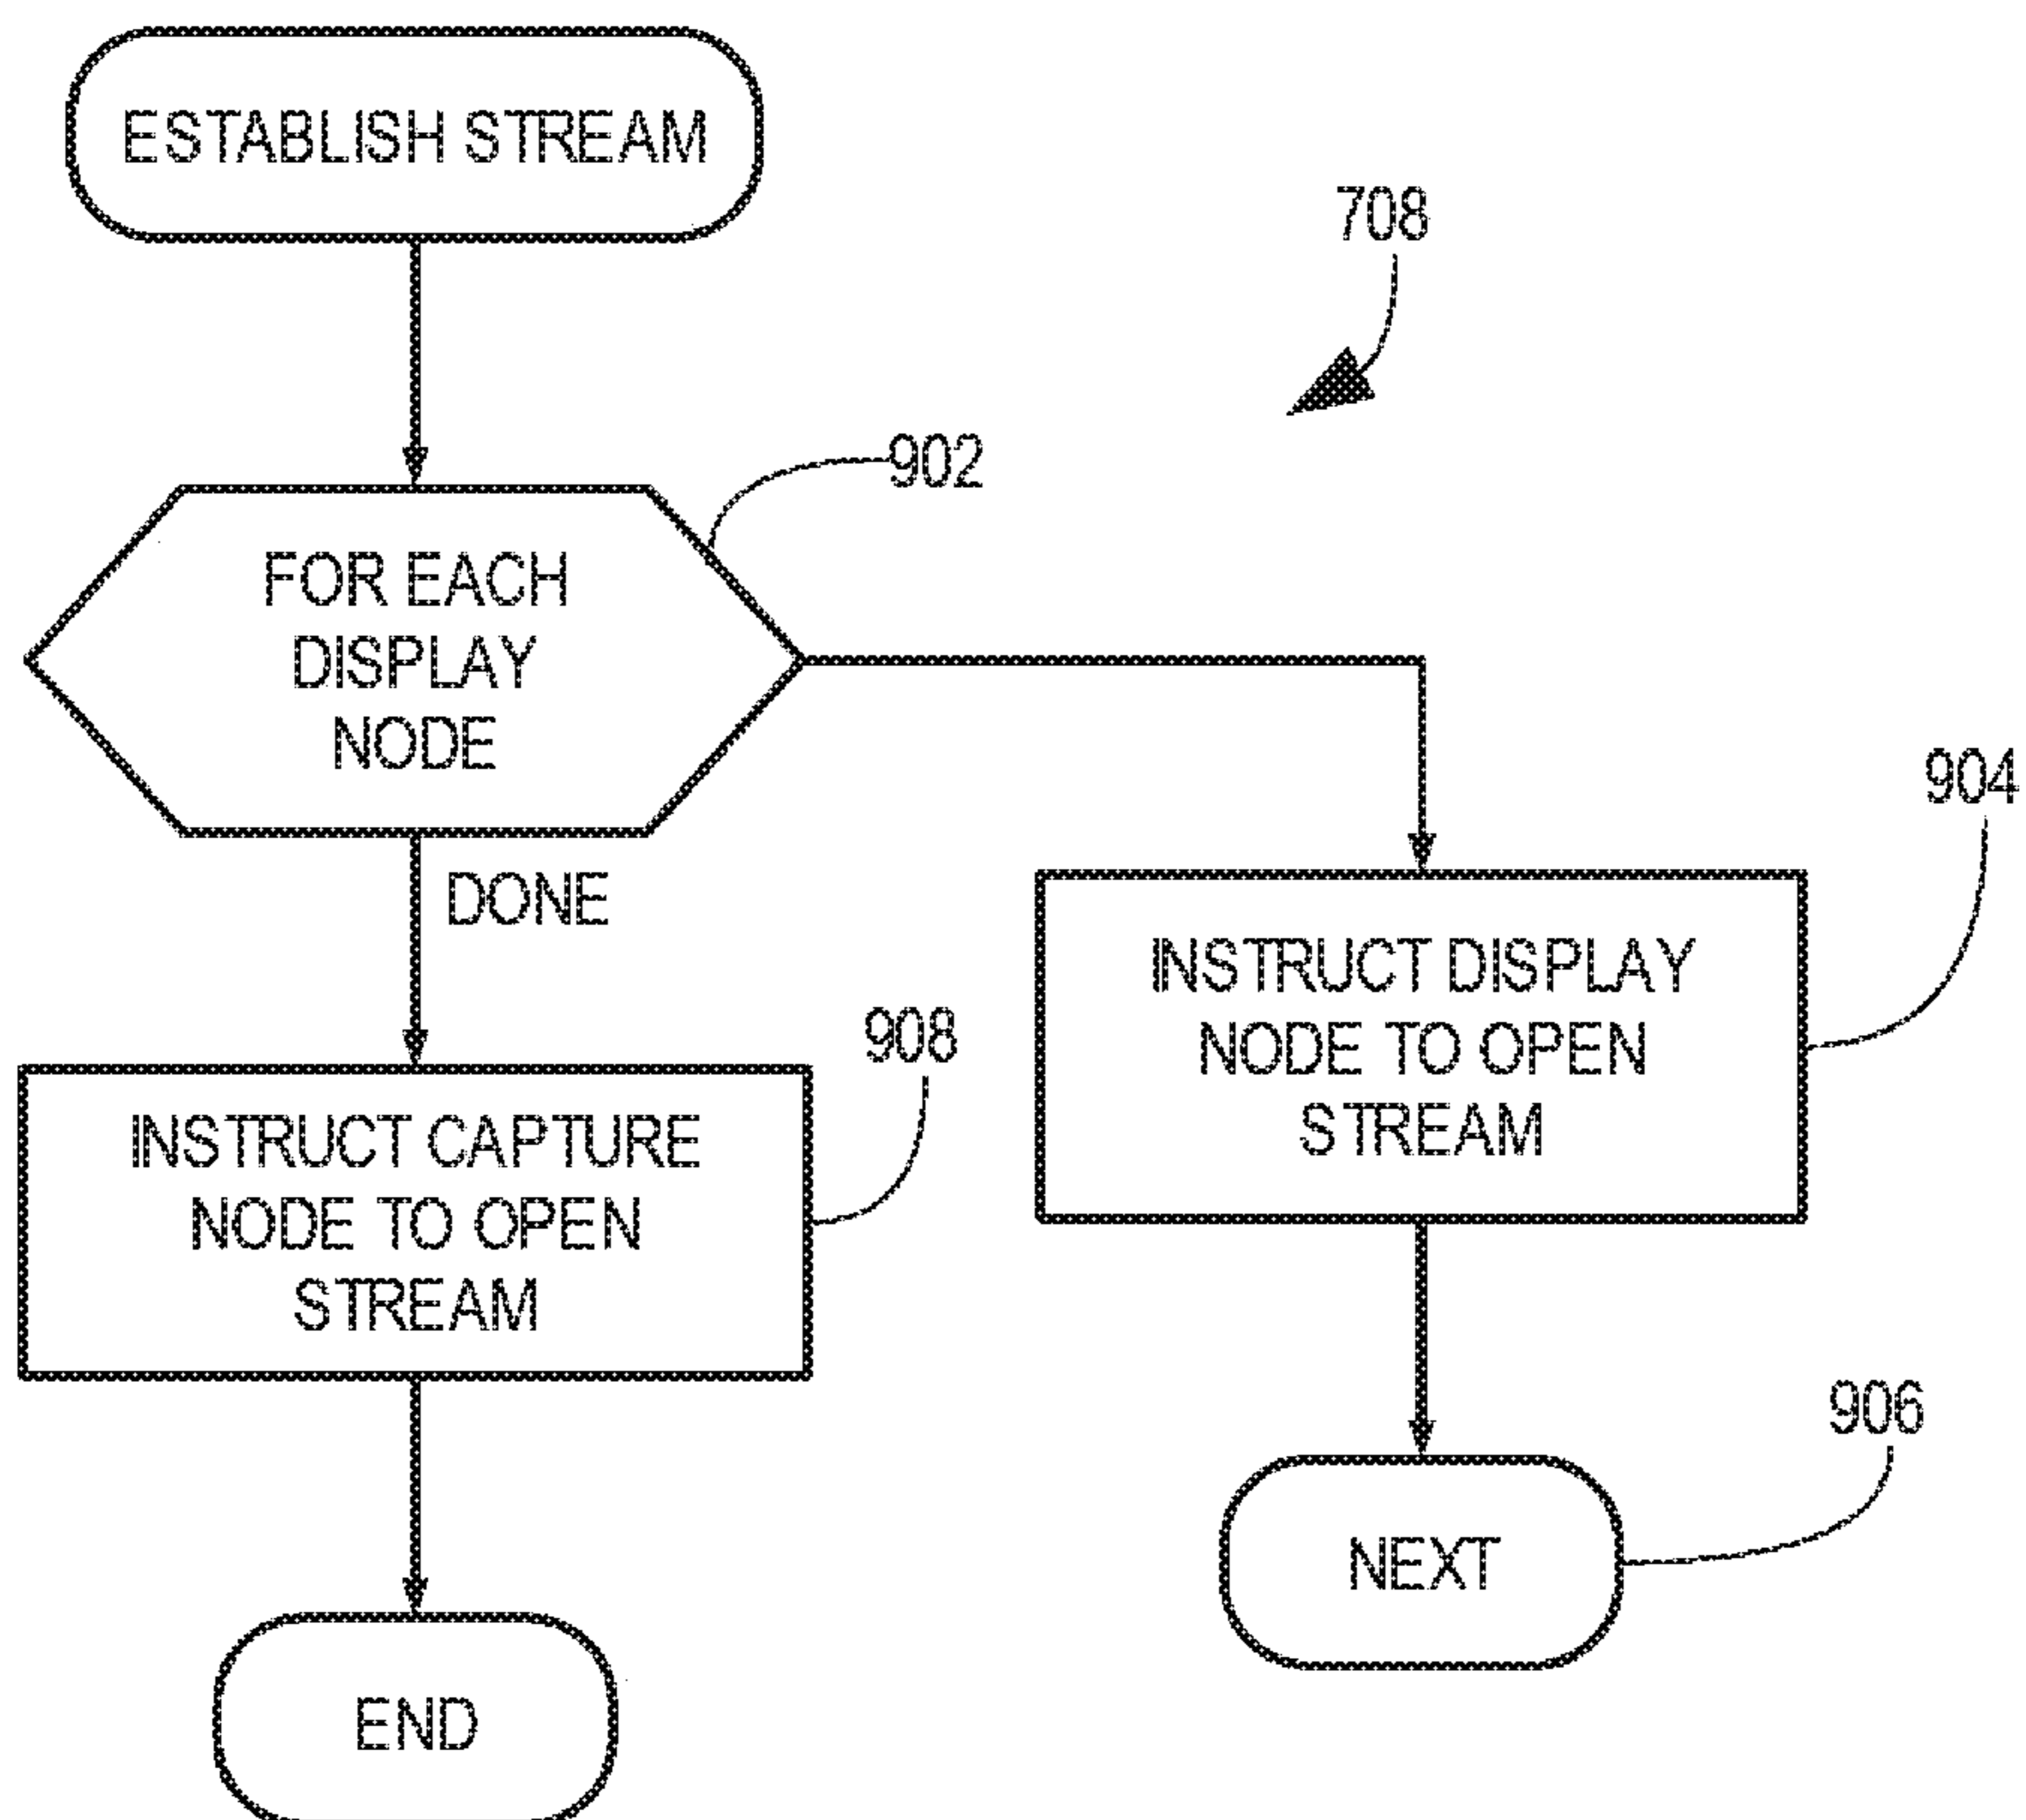 ESTABLISH STREAM
708
902
FOR EACH
DISPLAY
NODE
904
DONE
INSTRUCT DISPLAY
NODE TO OPEN
STREAM
908
INSTRUCT CAPTURE
NODE TO OPEN
STREAM
906
NEXT
END